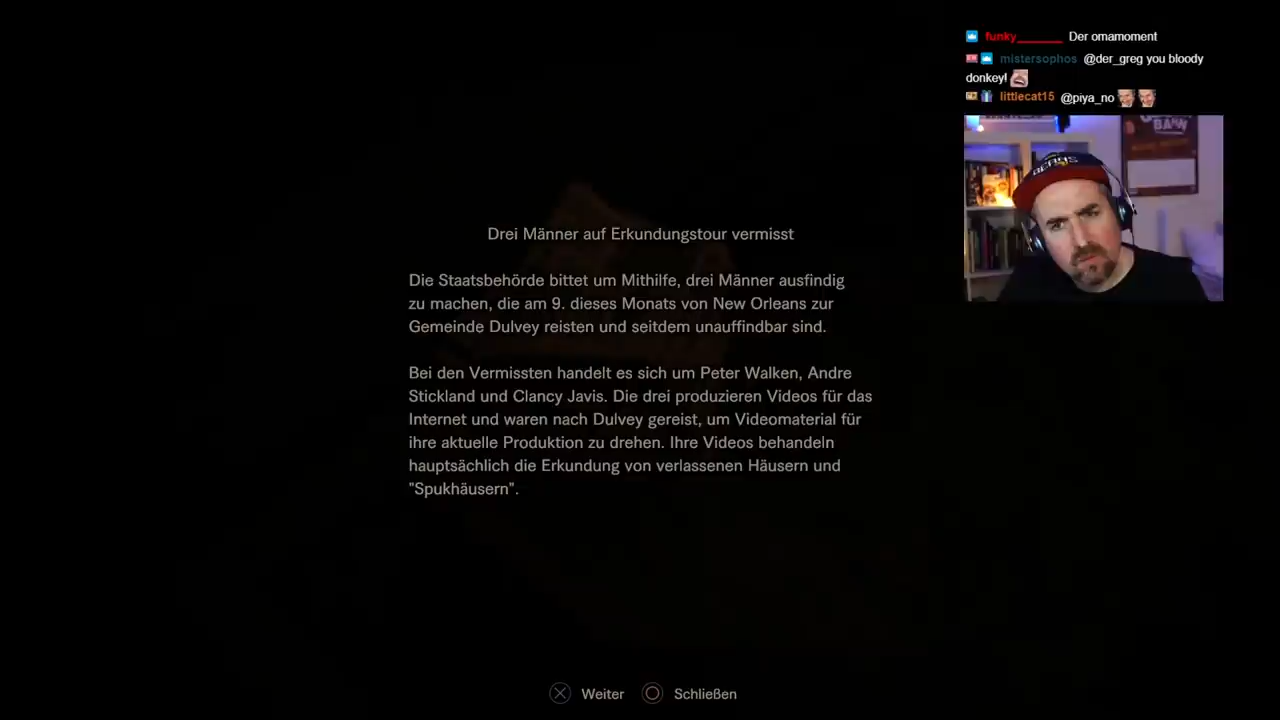 funky_______ Der ornamoment
mistersophos @der_greg you bloody
donkey!
littlecat15 @piya_no
BEARS
Drei Männer auf Erkundungstour vermisst
Die Staatsbehörde bittet um Mithilfe, drei Männer ausfindig
zu machen, die am 9. dieses Monats von New Orleans zur
Gemeinde Dulvey reisten und seitdem unauffindbar sind.
Bei den Vermissten handelt es sich um Peter Walken, Andre
Stickland und Clancy Javis. Die drei produzieren Videos für das
Internet und waren nach Dulvey gereist, um Videomaterial für
ihre aktuelle Produktion zu drehen. Ihre Videos behandeln
hauptsächlich die Erkundung von verlassenen Häusern und
"Spukhäusern".
Weiter Schließen